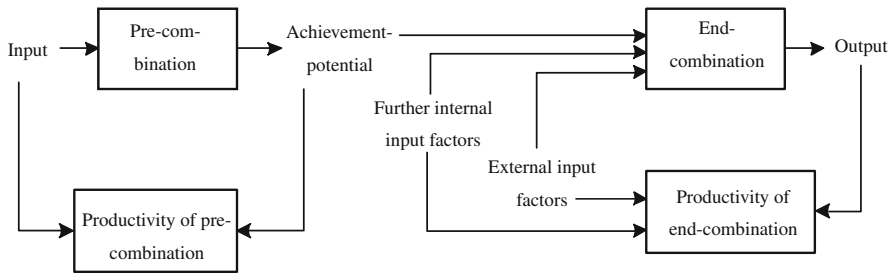 Input
Pre-com-
bination
Achievement-
potential
End-
combination
Output
Further internal
input factors
External input
factors
Productivity of pre-
combination
Productivity of
end-combination